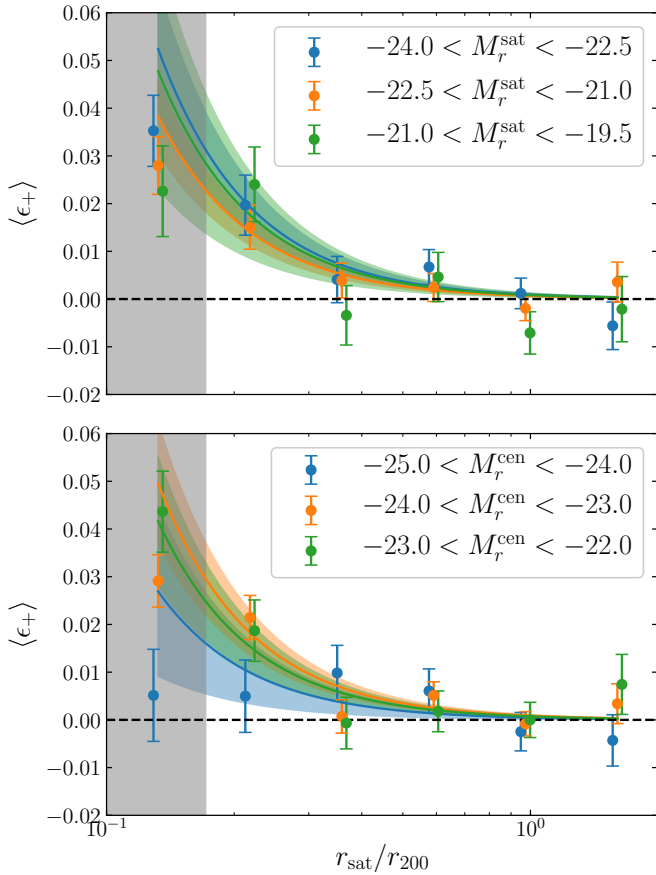 0.06
0.05
0.04
0.03
0.02
0.01
0.00
−0.01
−0.02
⟨ϵ₊⟩
−24.0 < M_r^sat < −22.5
−22.5 < M_r^sat < −21.0
−21.0 < M_r^sat < −19.5
0.06
0.05
0.04
0.03
0.02
0.01
0.00
−0.01
−0.02
⟨ϵ₊⟩
−25.0 < M_r^cen < −24.0
−24.0 < M_r^cen < −23.0
−23.0 < M_r^cen < −22.0
10⁻¹ 10⁰
r_sat/r_200